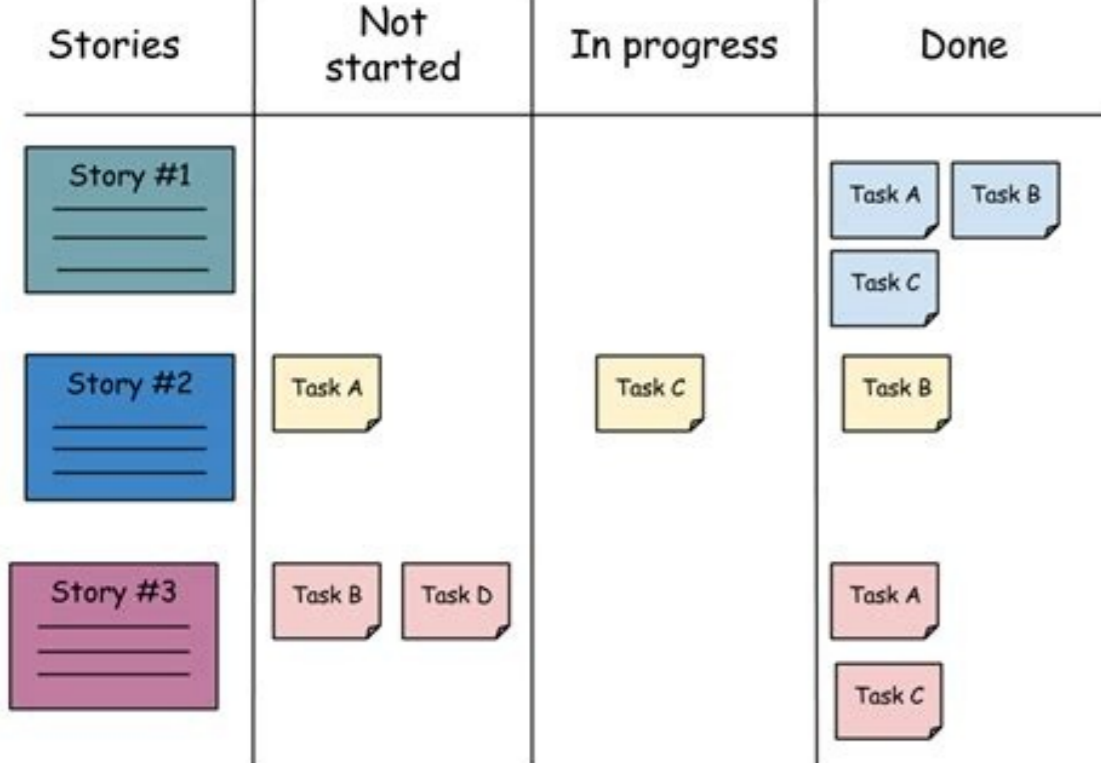 Stories
Not
started
In progress
Done
Story #1
Task A
Task B
Task C
Story #2
Task A
Task C
Task B
Story #3
Task B
Task D
Task A
Task C